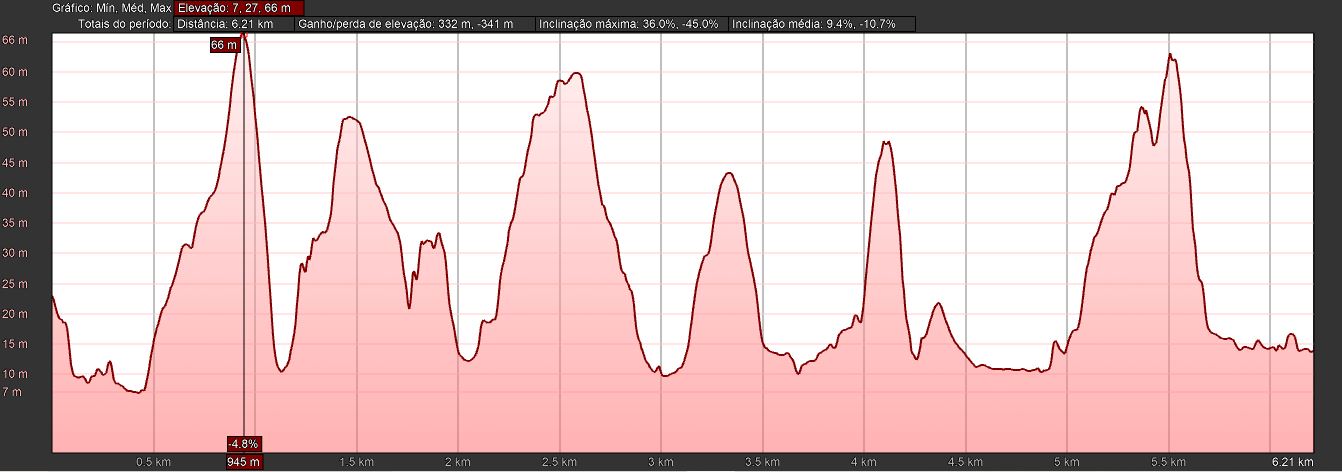 Gráfico: Mín, Méd, Max Elevação: 7, 27, 66 m
Totais do período: Distância: 6.21 km Ganho/perda de elevação: 332 m, -341 m Inclinação máxima: 36.0%, -45.0% Inclinação média: 9.4%, -10.7%
66 m
66 m
60 m
55 m
50 m
45 m
40 m
35 m
30 m
25 m
20 m
15 m
10 m
7 m
-4.8%
0.5 km 945 m 1.5 km 2 km 2.5 km 3 km 3.5 km 4 km 4.5 km 5 km 5.5 km 6.21 km